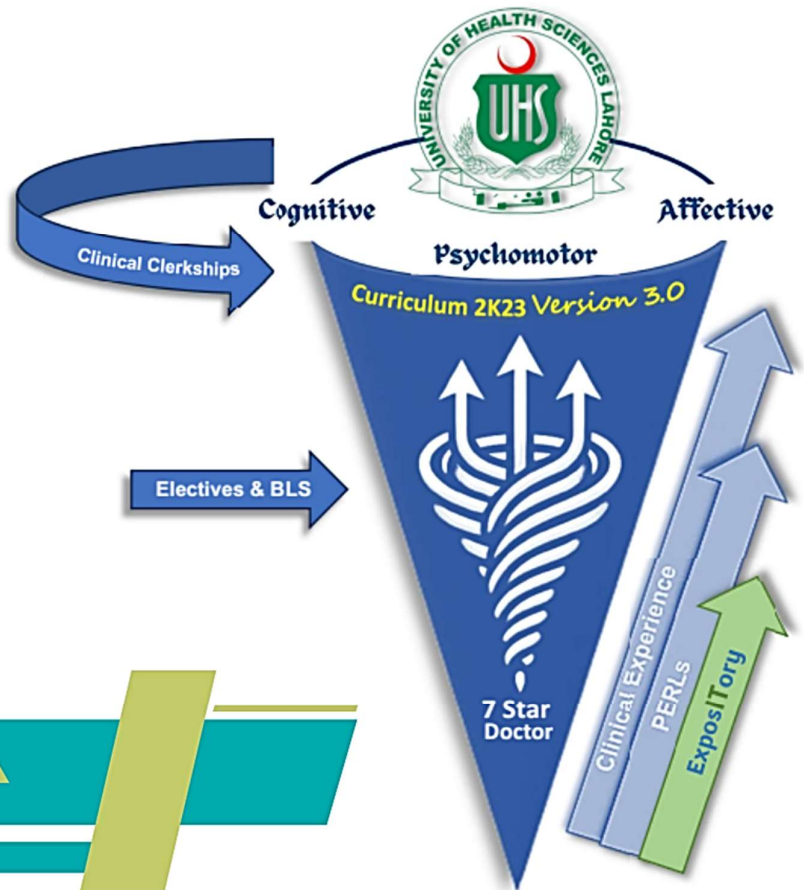 UNIVERSITY OF HEALTH SCIENCES LAHORE
UHS
اقرا
Cognitive
Affective
Psychomotor
Clinical Clerkships
Curriculum 2K23 Version 3.0
Electives & BLS
7 Star
Doctor
Clinical Experience
PERLs
ExposITory